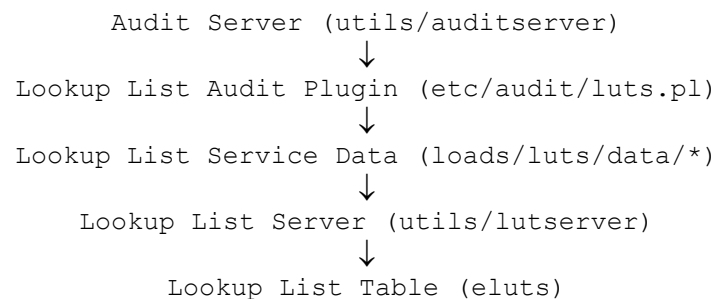 Audit Server (utils/auditserver)
↓
Lookup List Audit Plugin (etc/audit/luts.pl)
↓
Lookup List Service Data (loads/luts/data/*)
↓
Lookup List Server (utils/lutserver)
↓
Lookup List Table (eluts)